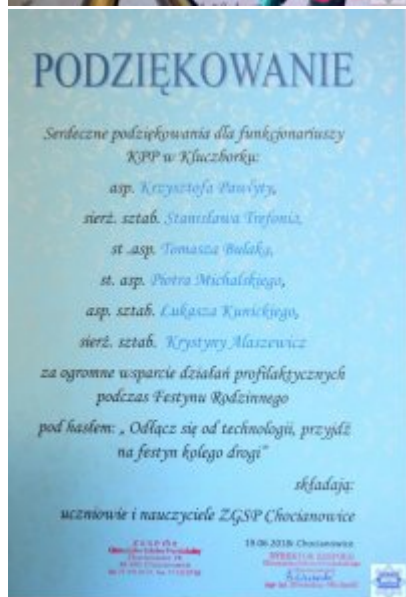 PODZIĘKOWANIE
Serdeczne podziękowania dla funkcjonariuszy
KPP w Kluczborku:
asp. Krzysztofa Pawlyty,
sierż. sztab. Stanisława Trefonia,
st .asp. Tomasza Bulaka,
st. asp. Piotra Michalskiego,
asp. sztab. Łukasza Kunickiego,
sierż. sztab. Krystyny Alaszewicz
za ogromne wsparcie działań profilaktycznych
podczas Festynu Rodzinnego
pod hasłem: „ Odłącz się od technologii, przyjdź
na festyn kolego drogi”
składają:
uczniowie i nauczyciele ZGSP Chocianowice
19.06.2018r Chocianowice